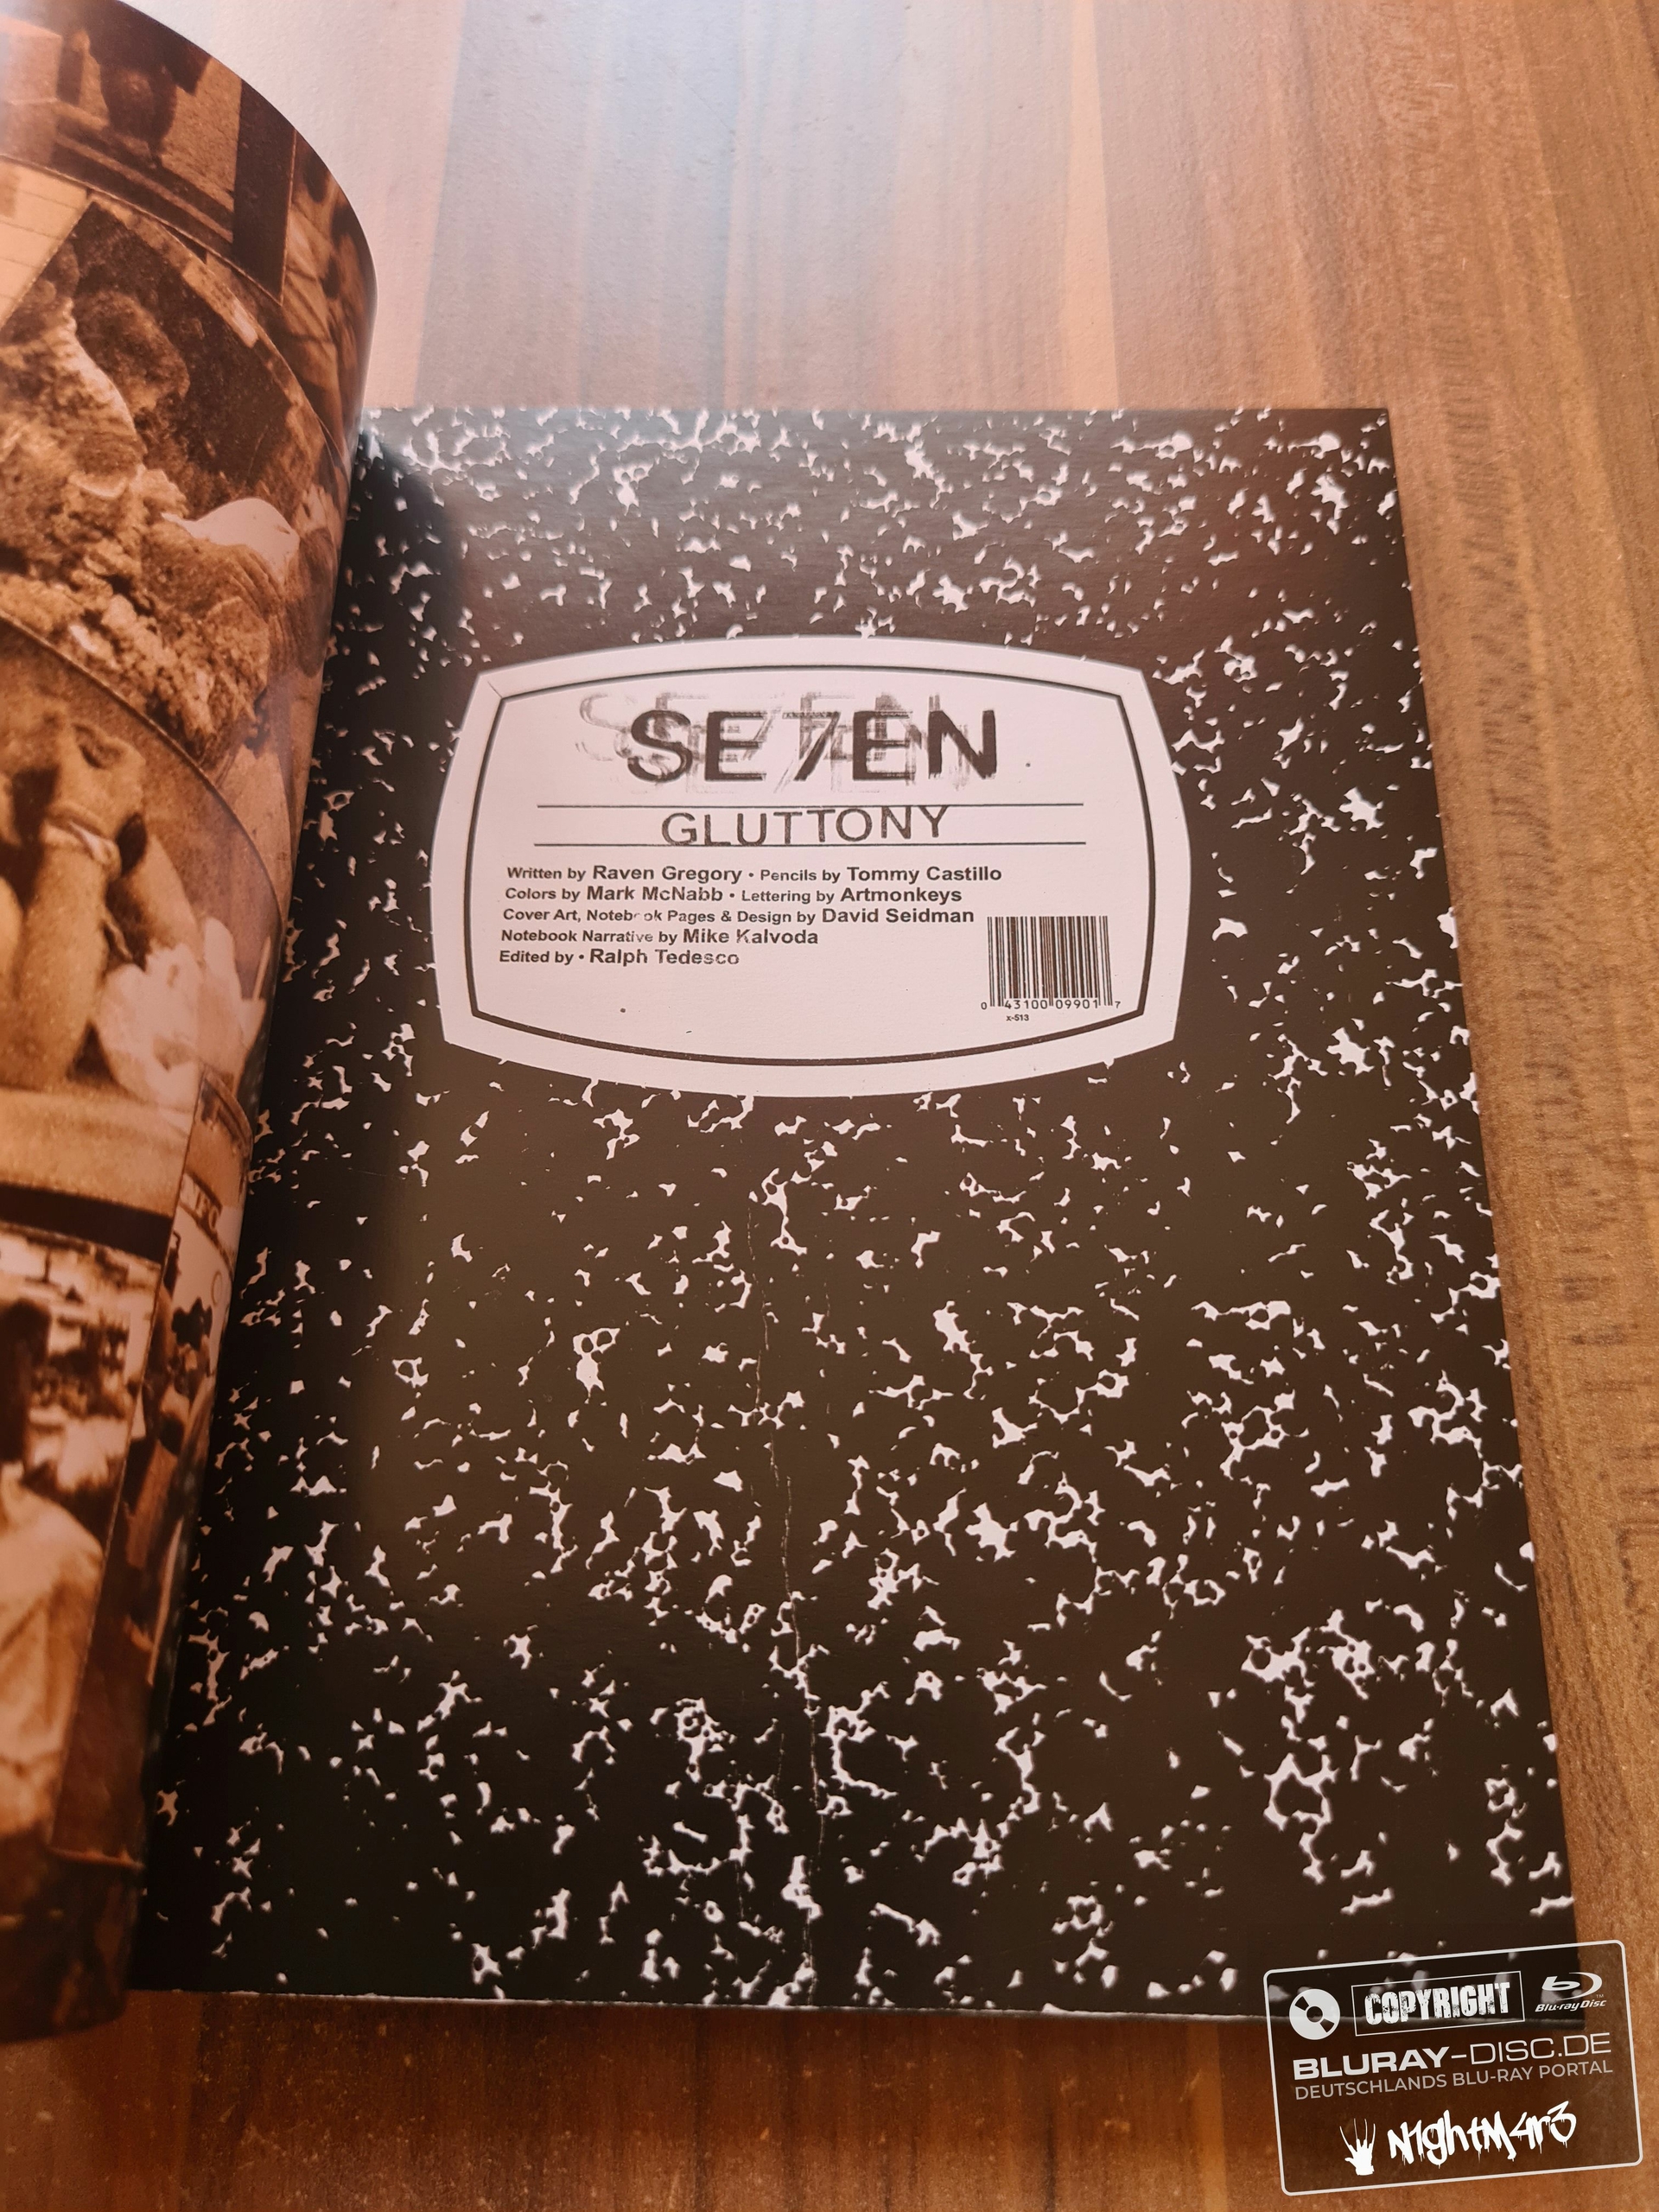 SE7EN
GLUTTONY
Written by Raven Gregory • Pencils by Tommy Castillo
Colors by Mark McNabb • Lettering by Artmonkeys
Cover Art, Notebook Pages & Design by David Seidman
Notebook Narrative by Mike Kalvoda
Edited by • Ralph Tedesco
0 43100 09901 7
x-513
COPYRIGHT Blu-ray Disc™
BLURAY-DISC.DE
DEUTSCHLANDS BLU-RAY PORTAL
N1ghtM4r3